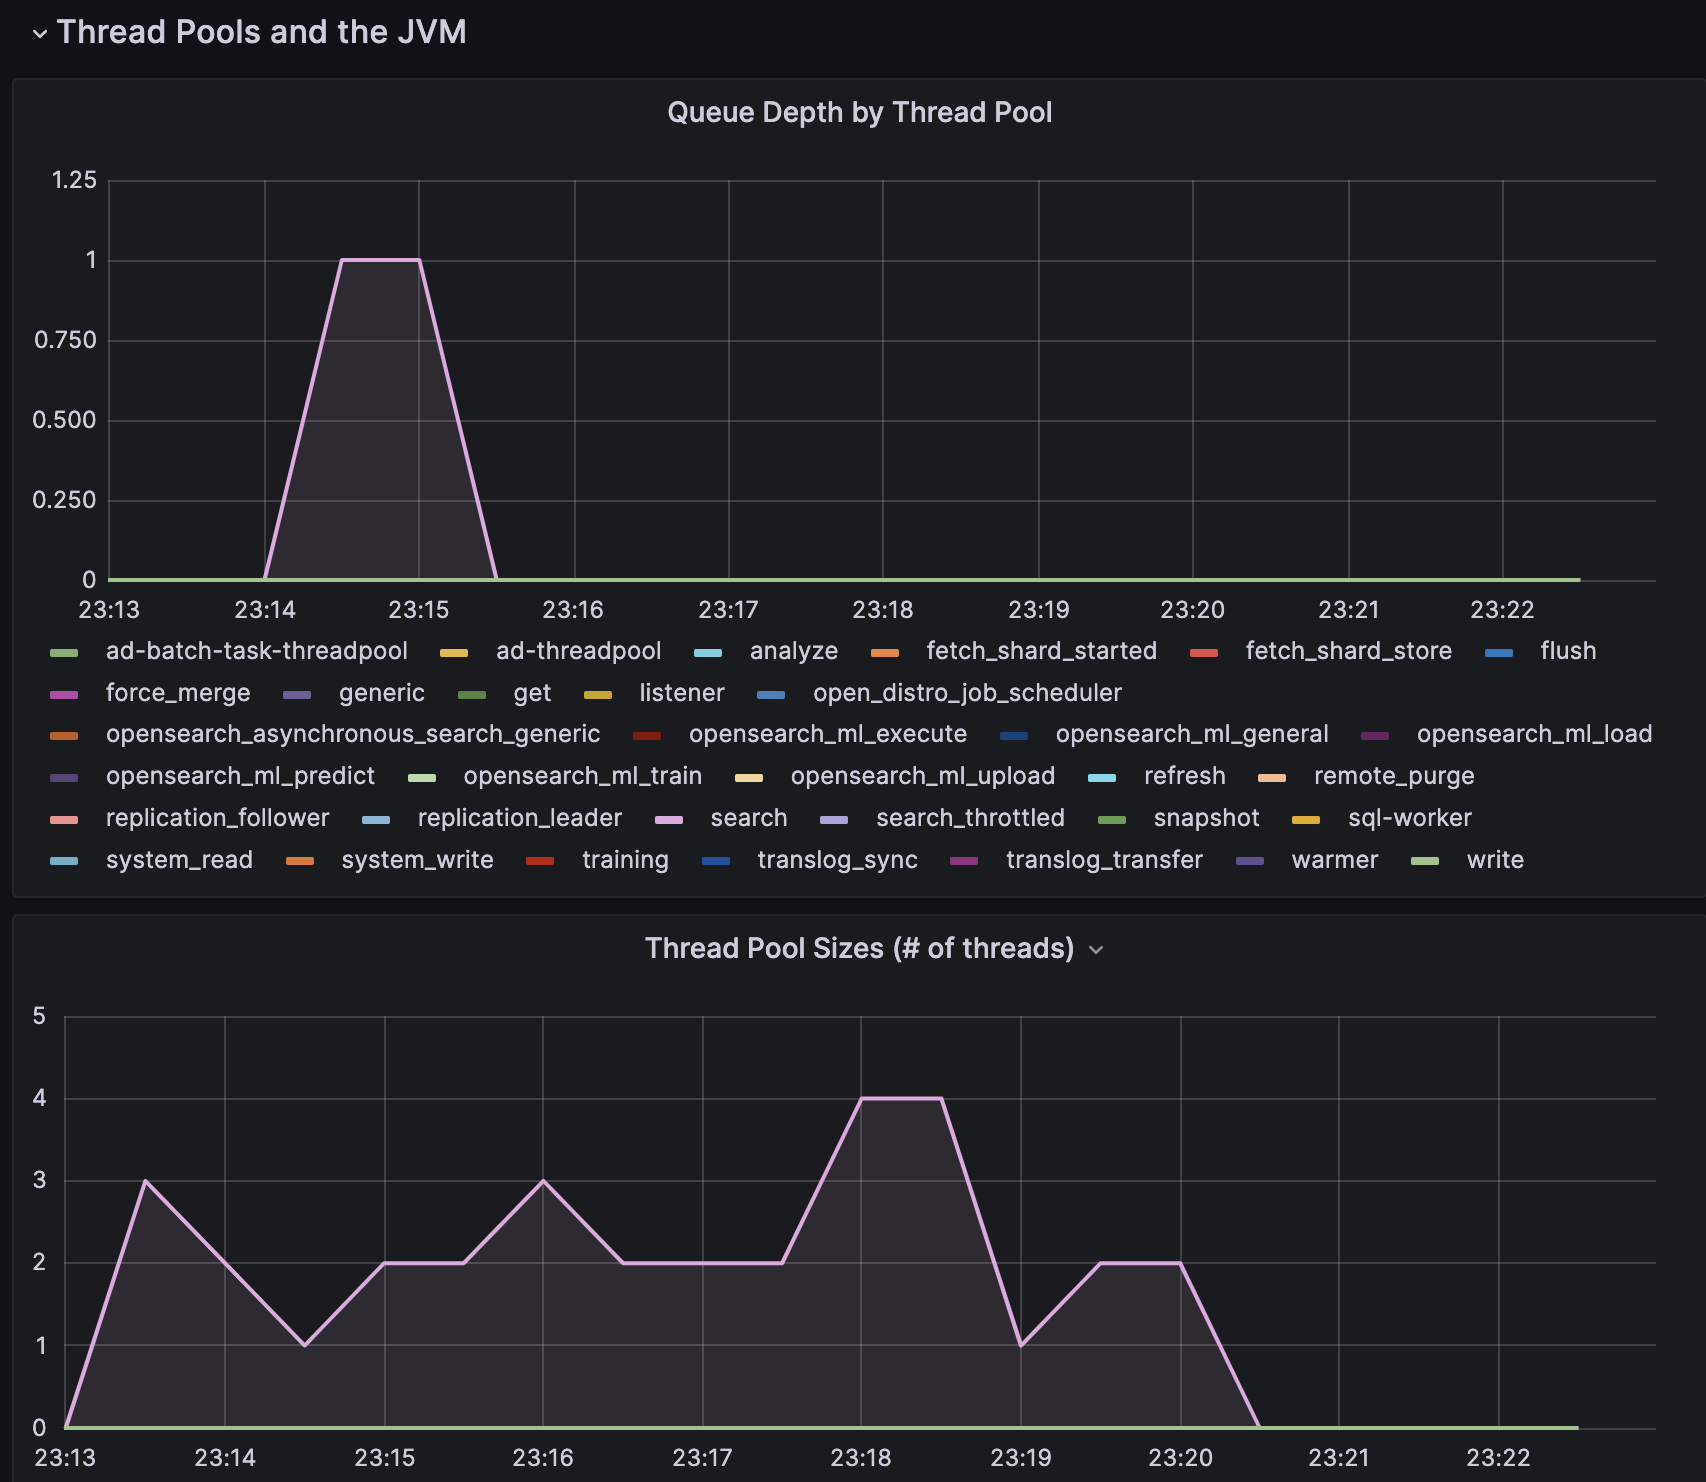 Thread Pools and the JVM
Queue Depth by Thread Pool
1.25
1
0.750
0.500
0.250
0
23:13 23:14 23:15 23:16 23:17 23:18 23:19 23:20 23:21 23:22
ad-batch-task-threadpool ad-threadpool analyze fetch_shard_started fetch_shard_store flush
force_merge generic get listener open_distro_job_scheduler
opensearch_asynchronous_search_generic opensearch_ml_execute opensearch_ml_general opensearch_ml_load
opensearch_ml_predict opensearch_ml_train opensearch_ml_upload refresh remote_purge
replication_follower replication_leader search search_throttled snapshot sql-worker
system_read system_write training translog_sync translog_transfer warmer write
Thread Pool Sizes (# of threads)
5
4
3
2
1
0
23:13 23:14 23:15 23:16 23:17 23:18 23:19 23:20 23:21 23:22